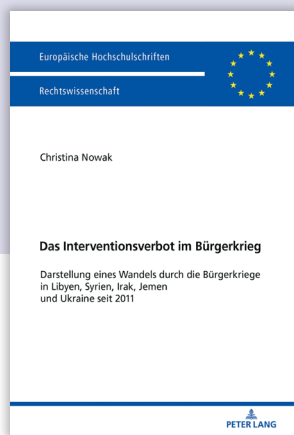 Europäische Hochschulschriften
Rechtswissenschaft
Christina Nowak
Das Interventionsverbot im Bürgerkrieg
Darstellung eines Wandels durch die Bürgerkriege
in Libyen, Syrien, Irak, Jemen
und Ukraine seit 2011
PETER LANG